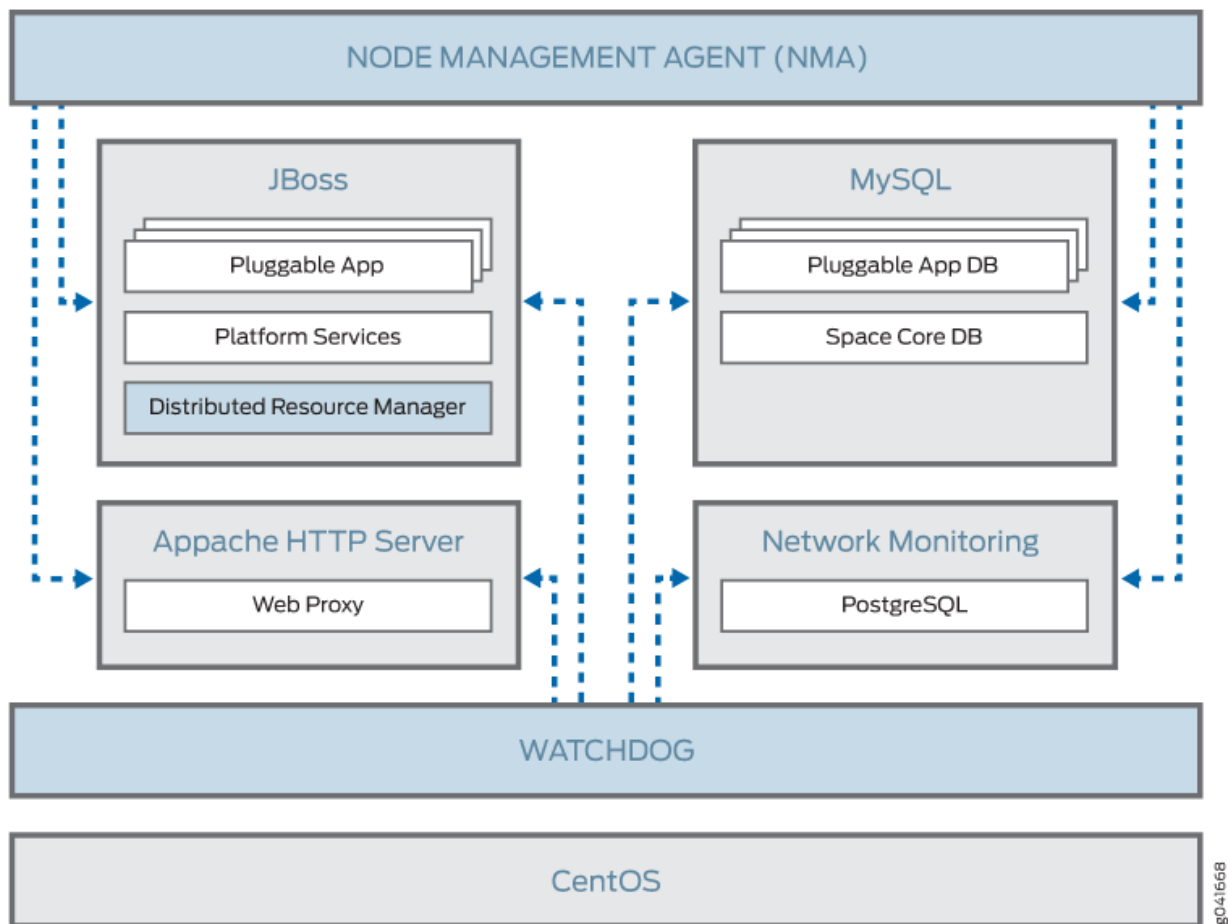 NODE MANAGEMENT AGENT (NMA)
JBoss
Pluggable App
Platform Services
Distributed Resource Manager
MySQL
Pluggable App DB
Space Core DB
Appache HTTP Server
Web Proxy
Network Monitoring
PostgreSQL
WATCHDOG
CentOS
g041668